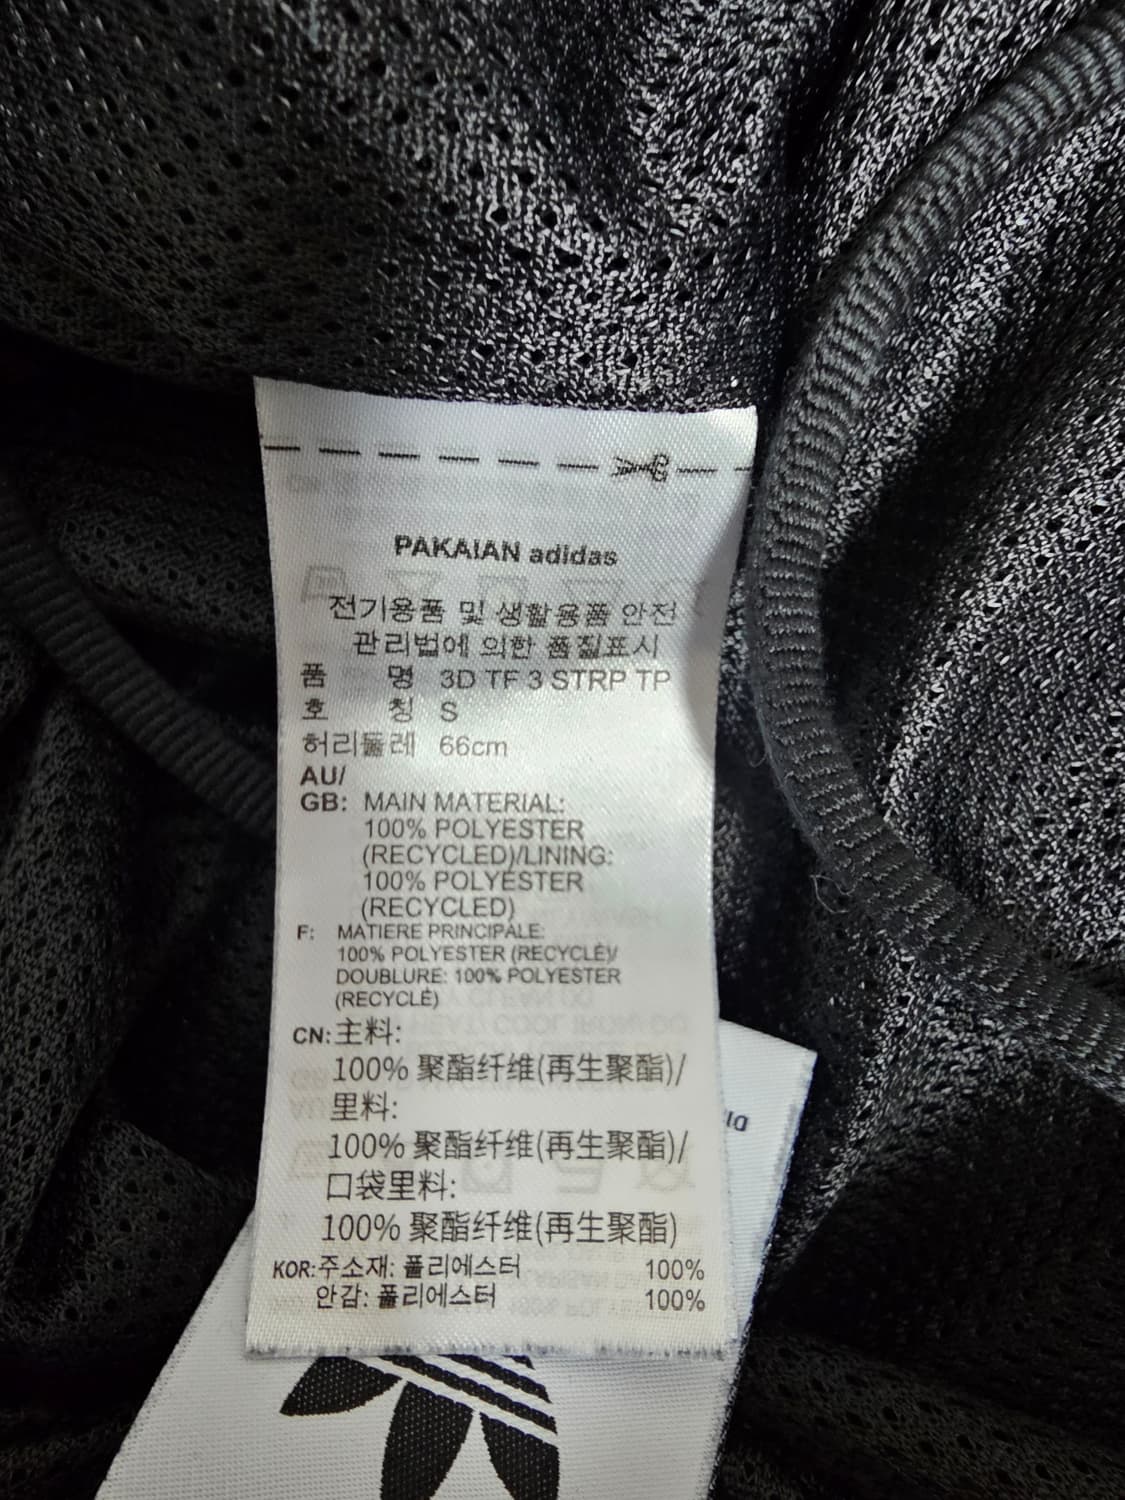 PAKAIAN adidas
전기용품 및 생활용품 안전
관리법에 의한 품질표시
품 명 3D TF 3 STRP TP
호 칭 S
허리둘레 66cm
AU/
GB: MAIN MATERIAL:
100% POLYESTER
(RECYCLED)/LINING:
100% POLYESTER
(RECYCLED)
F: MATIERE PRINCIPALE:
100% POLYESTER (RECYCLÉ)/
DOUBLURE: 100% POLYESTER
(RECYCLÉ)
CN:主料:
100% 聚酯纤维(再生聚酯)/
里料:
100% 聚酯纤维(再生聚酯)/
口袋里料:
100% 聚酯纤维(再生聚酯)
KOR:주소재: 폴리에스터 100%
안감: 폴리에스터 100%